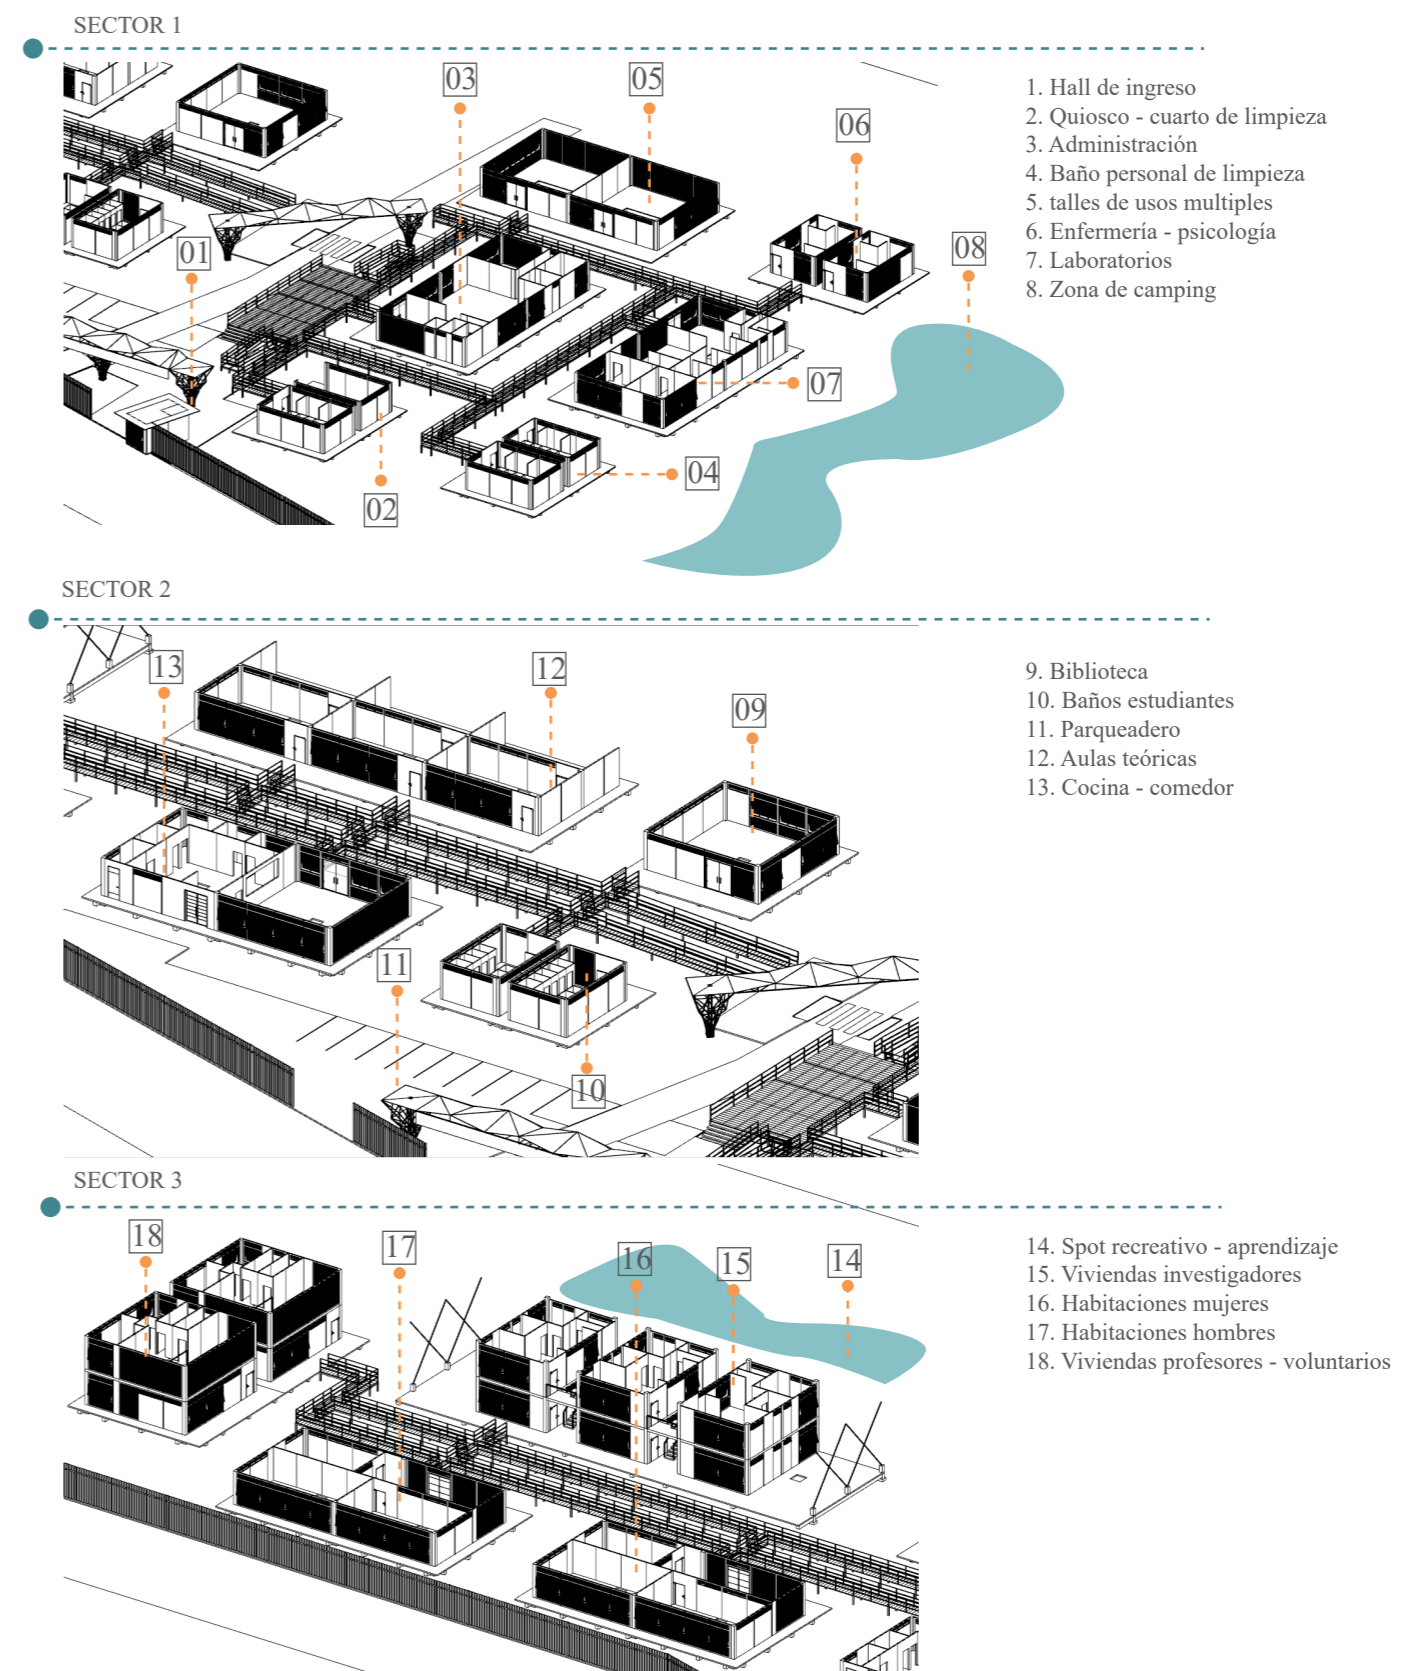 SECTOR 1
03
05
06
08
01
07
04
02
1. Hall de ingreso
2. Quiosco - cuarto de limpieza
3. Administración
4. Baño personal de limpieza
5. talles de usos multiples
6. Enfermería - psicología
7. Laboratorios
8. Zona de camping
SECTOR 2
13
12
09
11
10
9. Biblioteca
10. Baños estudiantes
11. Parqueadero
12. Aulas teóricas
13. Cocina - comedor
SECTOR 3
18
17
16
15
14
14. Spot recreativo - aprendizaje
15. Viviendas investigadores
16. Habitaciones mujeres
17. Habitaciones hombres
18. Viviendas profesores - voluntarios